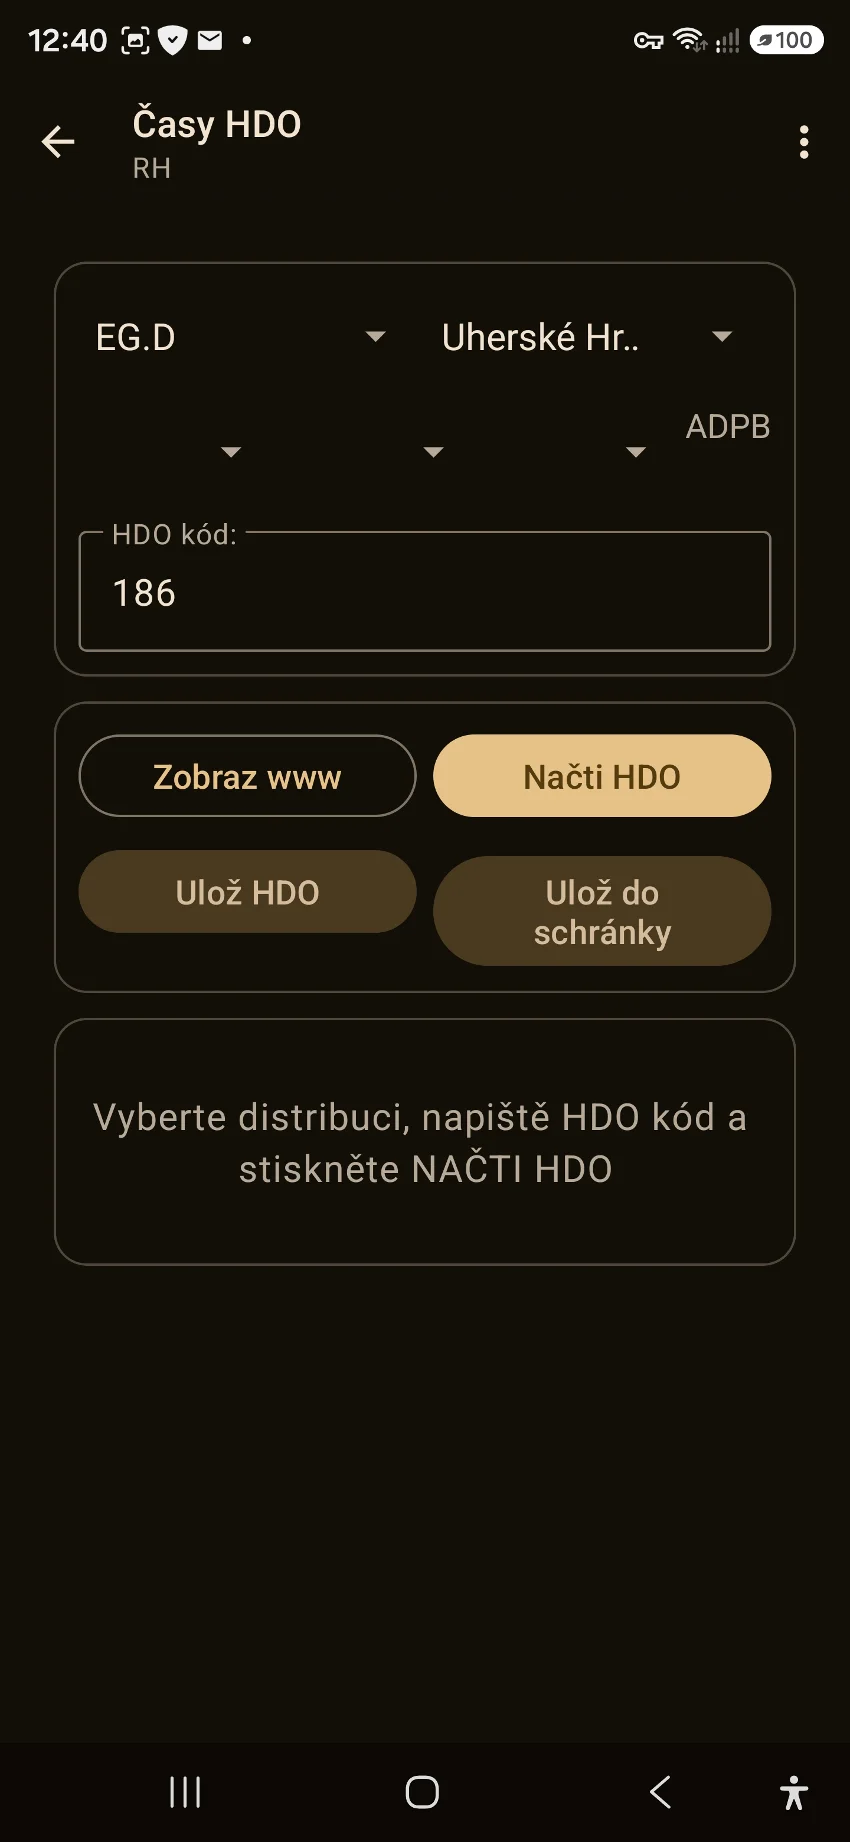 12:40
100
Časy HDO
RH
EG.D
Uherské Hr..
ADPB
HDO kód:
186
Zobraz www
Načti HDO
Ulož HDO
Ulož do
schránky
Vyberte distribuci, napiště HDO kód a
stiskněte NAČTI HDO